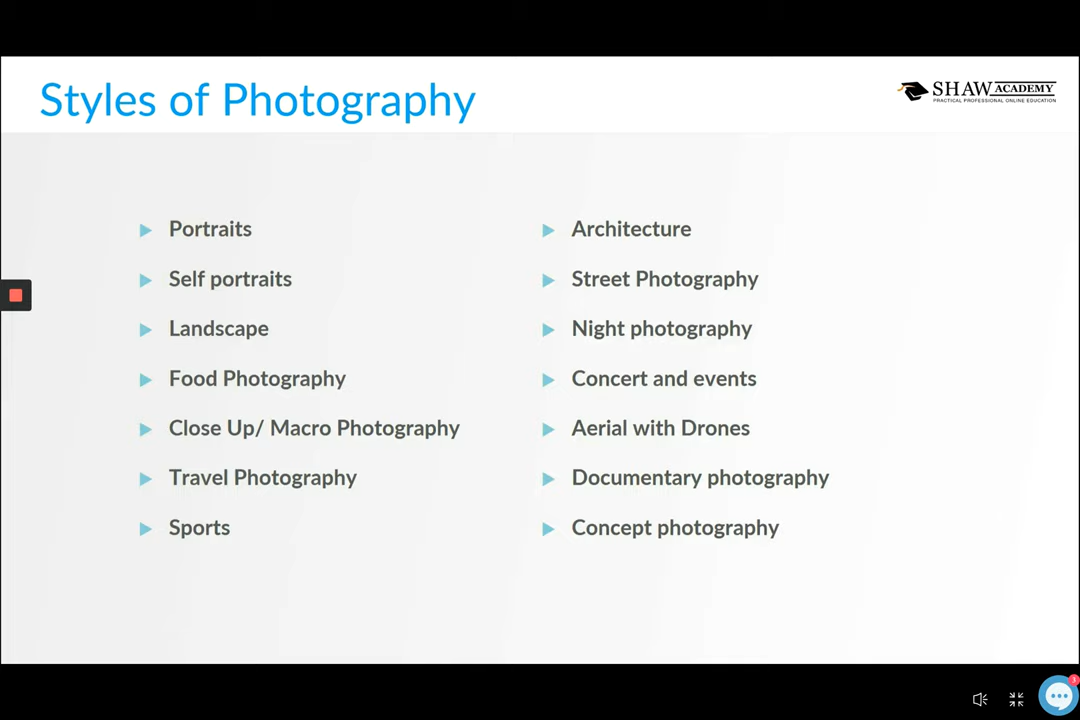 Styles of Photography
SHAW ACADEMY
PRACTICAL PROFESSIONAL ONLINE EDUCATION
Portraits
Self portraits
Landscape
Food Photography
Close Up/ Macro Photography
Travel Photography
Sports
Architecture
Street Photography
Night photography
Concert and events
Aerial with Drones
Documentary photography
Concept photography
3